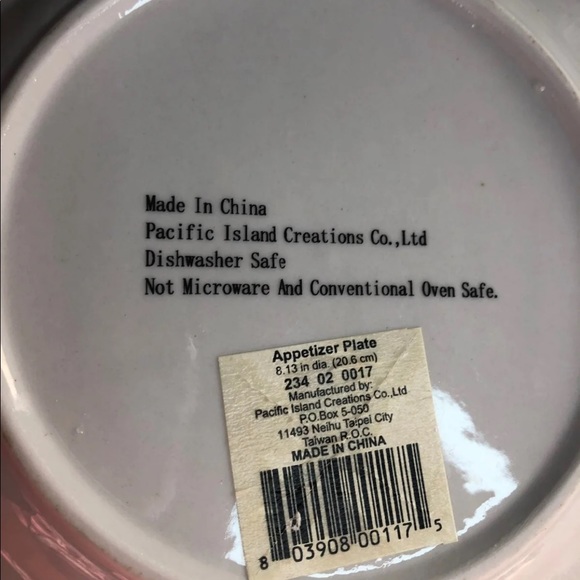 Made In China
Pacific Island Creations Co.,Ltd
Dishwasher Safe
Not Microware And Conventional Oven Safe.
Appetizer Plate
8.13 in dia. (20.6 cm)
234 02 0017
Manufactured by:
Pacific Island Creations Co.,Ltd
P.O.Box 5-050
11493 Neihu Taipei City
Taiwan R.O.C.
MADE IN CHINA
8 03908 00117 5